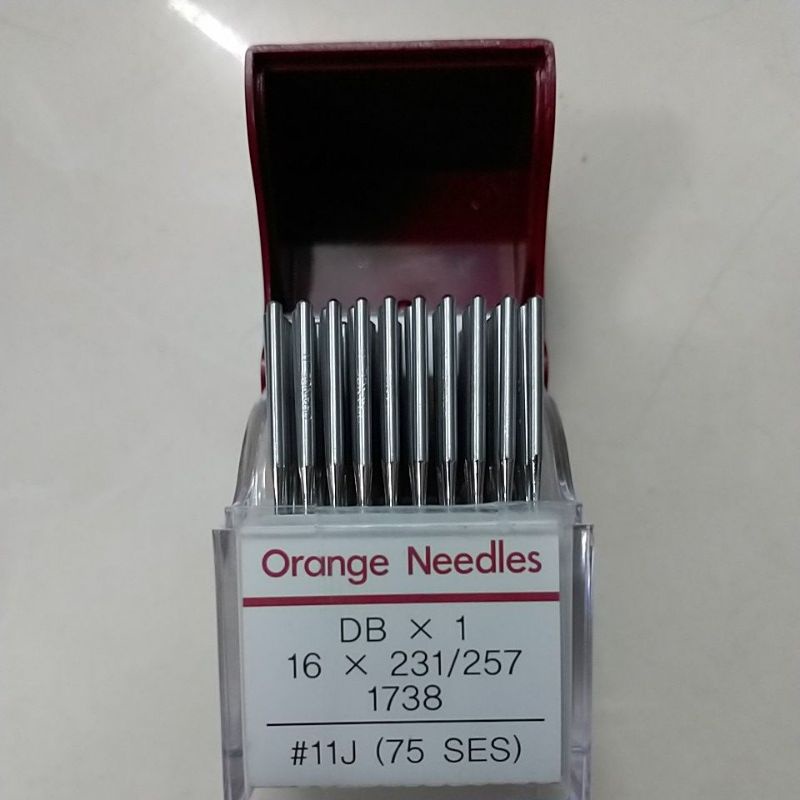 Orange Needles
DB × 1
16 × 231/257
1738
#11J (75 SES)